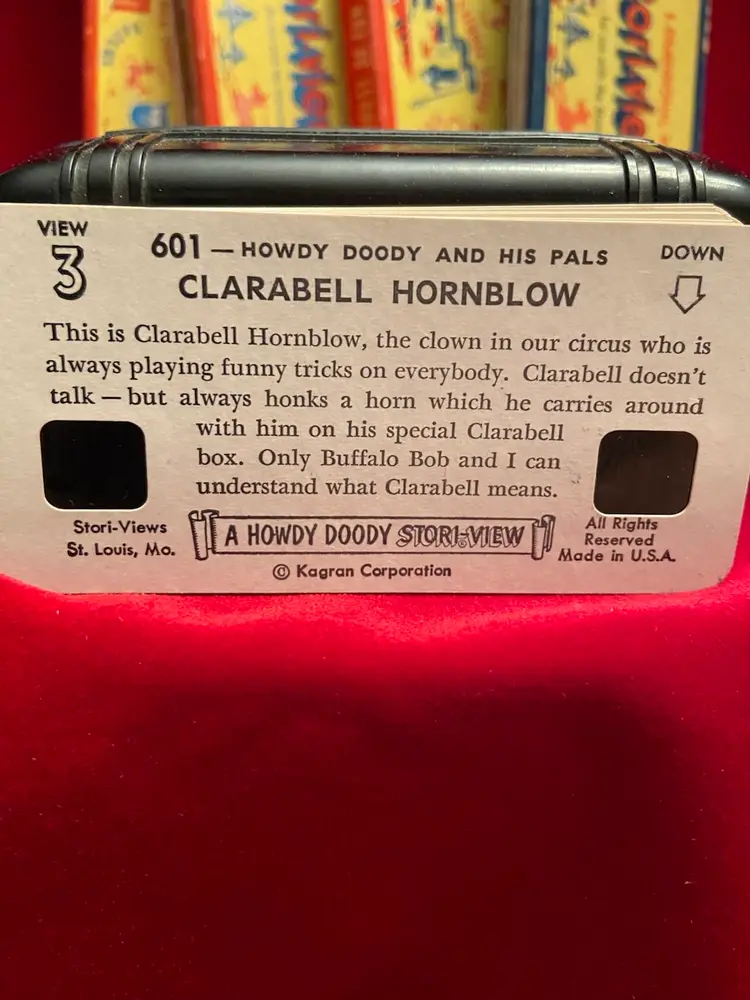 VIEW
3
601 — HOWDY DOODY AND HIS PALS
DOWN
CLARABELL HORNBLOW
This is Clarabell Hornblow, the clown in our circus who is
always playing funny tricks on everybody. Clarabell doesn't
talk — but always honks a horn which he carries around
with him on his special Clarabell
box. Only Buffalo Bob and I can
understand what Clarabell means.
Stori-Views
St. Louis, Mo.
A HOWDY DOODY STORI-VIEW
All Rights
Reserved
Made in U.S.A.
© Kagran Corporation